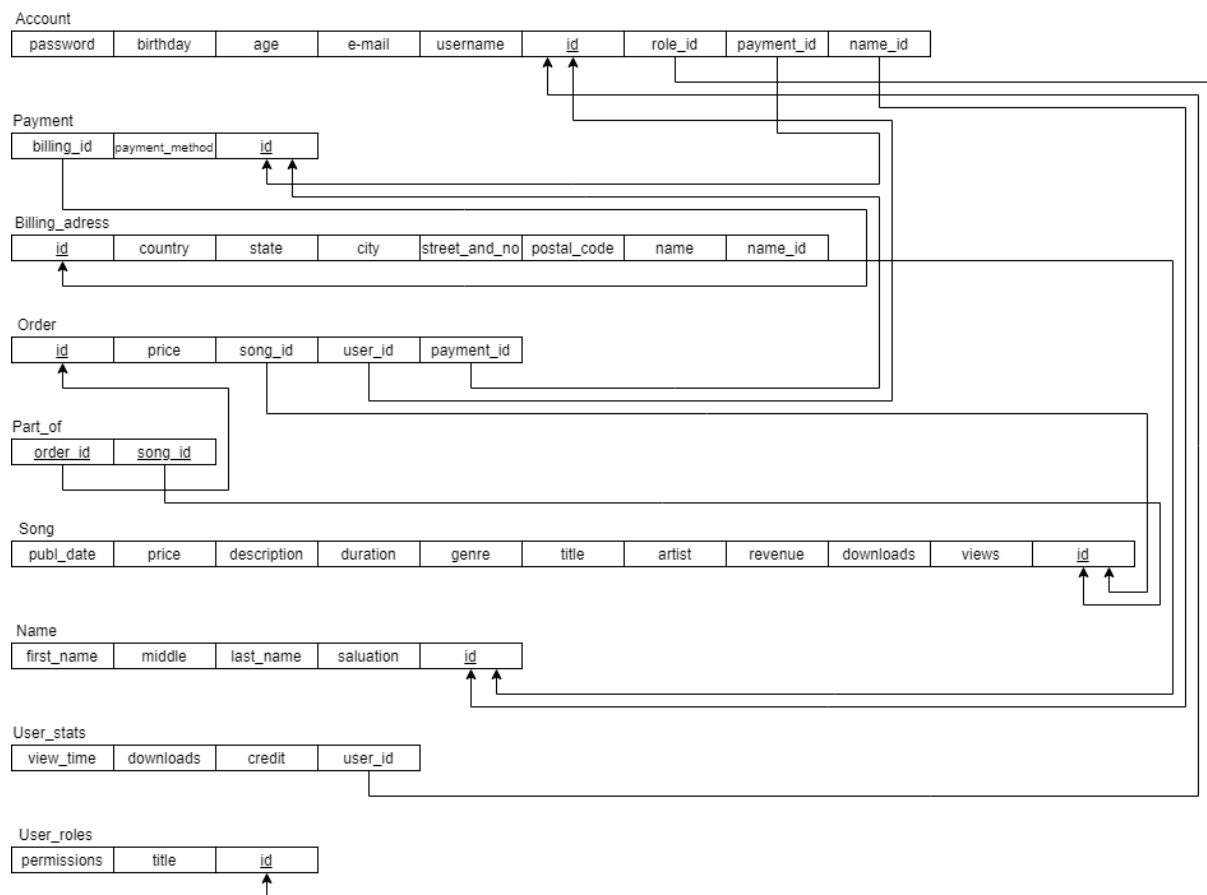 Account
password birthday age e-mail username id role_id payment_id name_id
Payment
billing_id payment_method id
Billing_adress
id country state city street_and_no postal_code name name_id
Order
id price song_id user_id payment_id
Part_of
order_id song_id
Song
publ_date price description duration genre title artist revenue downloads views id
Name
first_name middle last_name saluation id
User_stats
view_time downloads credit user_id
User_roles
permissions title id